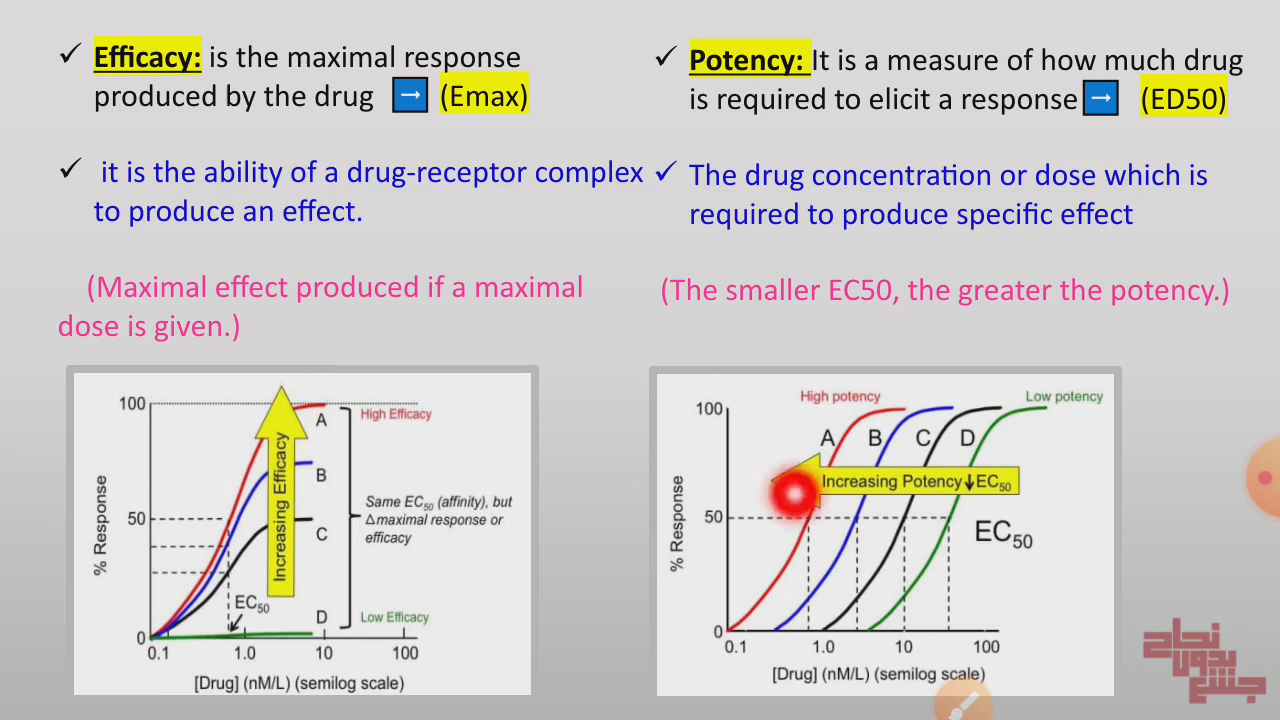 ✓ Efficacy: is the maximal response
produced by the drug → (Emax)
✓ it is the ability of a drug-receptor complex
to produce an effect.
(Maximal effect produced if a maximal
dose is given.)
✓ Potency: It is a measure of how much drug
is required to elicit a response → (ED50)
✓ The drug concentration or dose which is
required to produce specific effect
(The smaller EC50, the greater the potency.)
100
50
0
% Response
Increasing Efficacy
A
B
C
D
High Efficacy
Same EC50 (affinity), but
Δmaximal response or
efficacy
Low Efficacy
EC50
0.1 1.0 10 100
[Drug] (nM/L) (semilog scale)
High potency
Low potency
100
50
0
% Response
A B C D
Increasing Potency ↓EC50
EC50
0.1 1.0 10 100
[Drug] (nM/L) (semilog scale)
نجاح
بدون
جشع